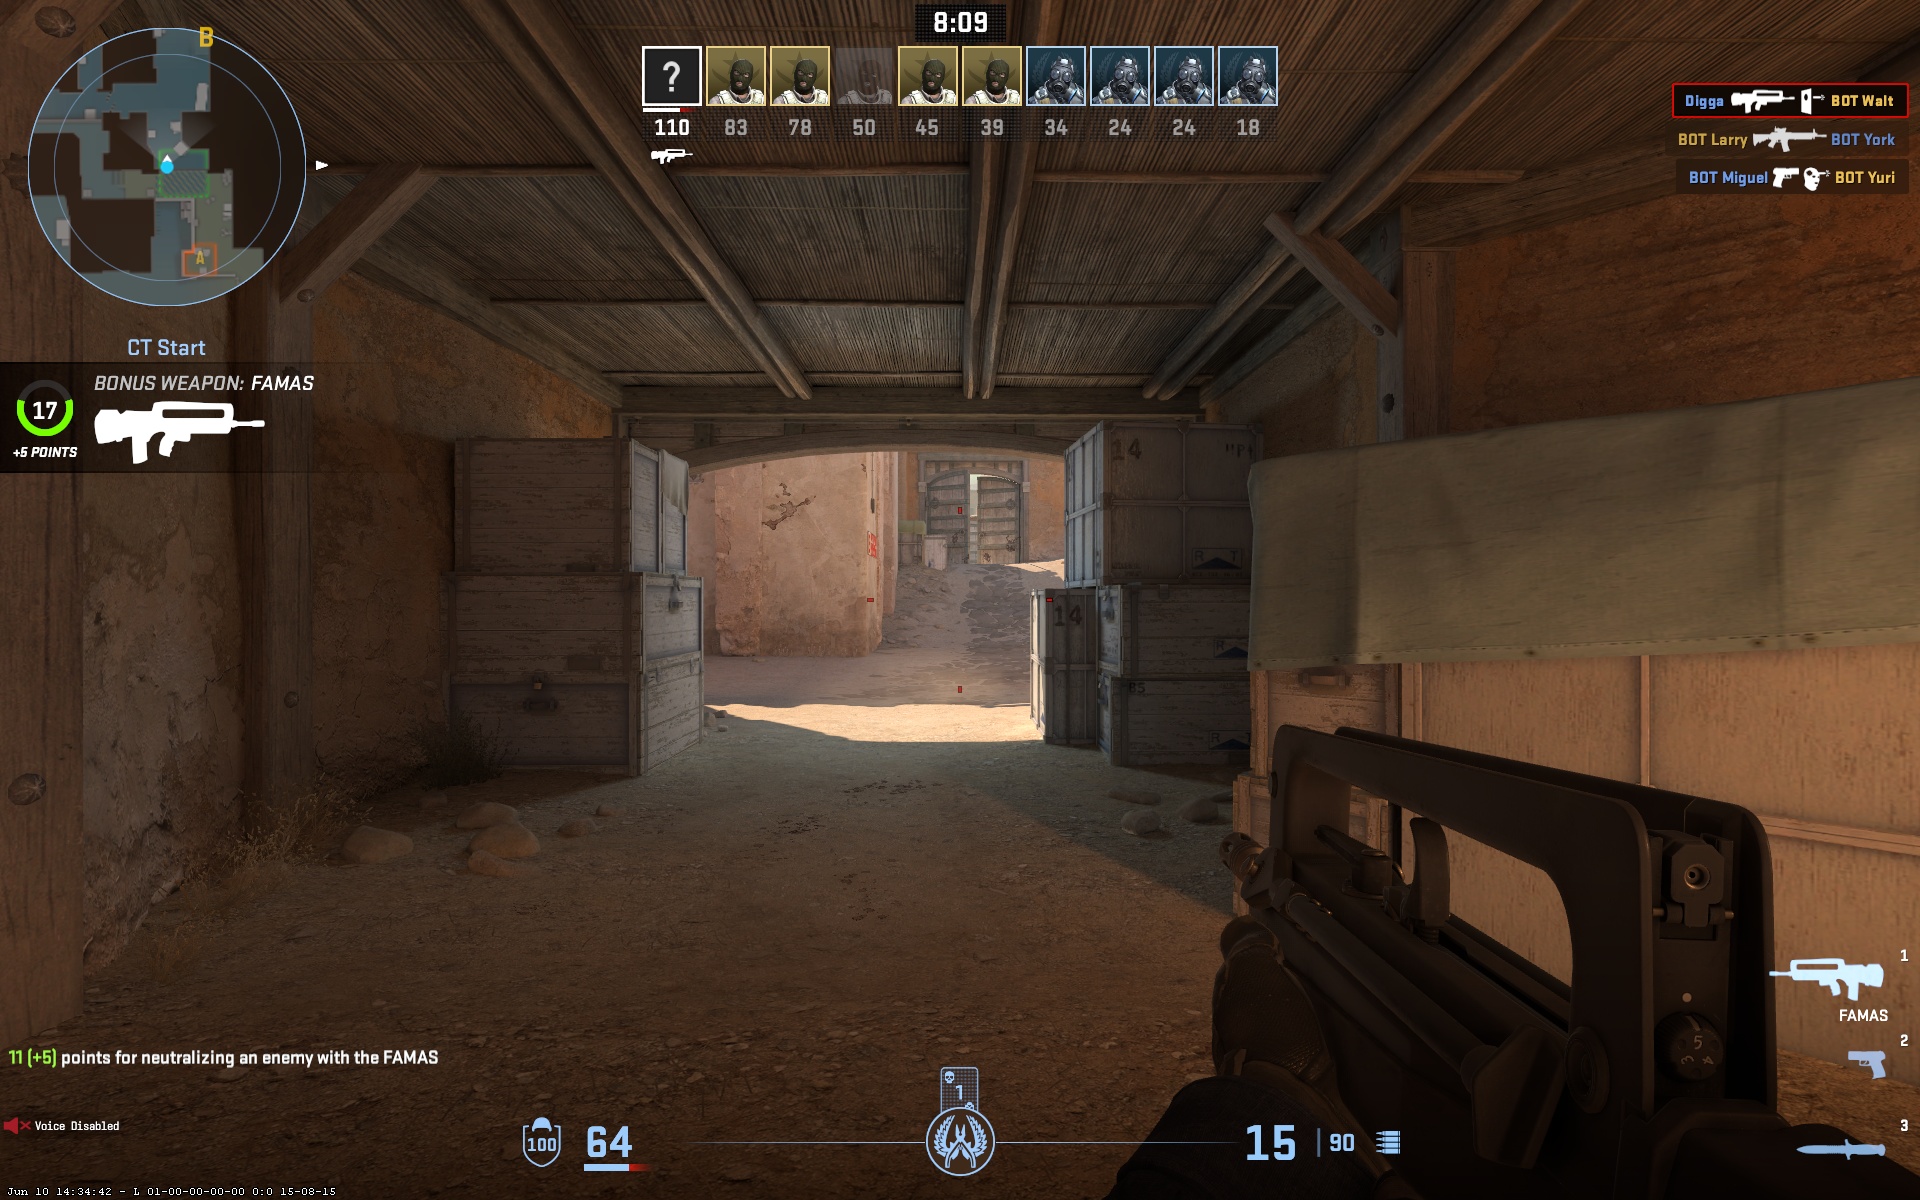 8:09
B
?
110 83 78 50 45 39 34 24 24 18
Digga BOT Walt
BOT Larry BOT York
BOT Miguel BOT Yuri
A
CT Start
BONUS WEAPON: FAMAS
17
+5 POINTS
14
14
R T
1
FAMAS
2
5
11 (+5) points for neutralizing an enemy with the FAMAS
1
Voice Disabled
3
100 64
15 | 90
Jun 10 14:34:42 - L 01-00-00-00-00 0:0 15-08-15